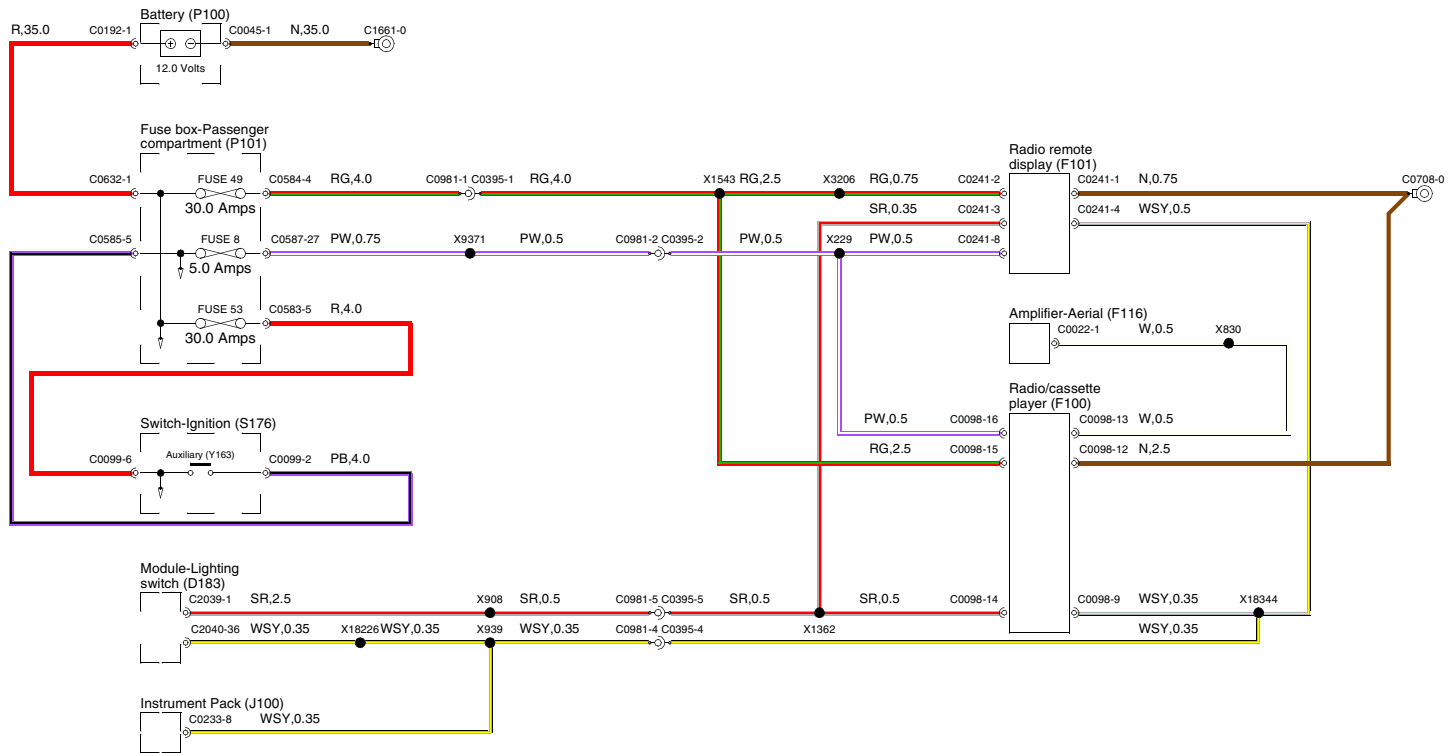 Battery (P100)
R,35.0 C0192-1 C0045-1 N,35.0 C1661-0
12.0 Volts
Fuse box-Passenger
compartment (P101)
Radio remote
display (F101)
C0632-1 FUSE 49 C0584-4 RG,4.0 C0981-1 C0395-1 RG,4.0 X1543 RG,2.5 X3206 RG,0.75 C0241-2 C0241-1 N,0.75 C0708-0
30.0 Amps
SR,0.35 C0241-3 C0241-4 WSY,0.5
C0585-5 FUSE 8 C0587-27 PW,0.75 X9371 PW,0.5 C0981-2 C0395-2 PW,0.5 X229 PW,0.5 C0241-8
5.0 Amps
FUSE 53 C0583-5 R,4.0
30.0 Amps
Amplifier-Aerial (F116)
C0022-1 W,0.5 X830
Radio/cassette
player (F100)
PW,0.5 C0098-16 C0098-13 W,0.5
RG,2.5 C0098-15 C0098-12 N,2.5
Switch-Ignition (S176)
C0099-6 Auxiliary (Y163) C0099-2 PB,4.0
Module-Lighting
switch (D183)
C2039-1 SR,2.5 X908 SR,0.5 C0981-5 C0395-5 SR,0.5 SR,0.5 C0098-14 C0098-9 WSY,0.35 X18344
C2040-36 WSY,0.35 X18226 WSY,0.35 X939 WSY,0.5 C0981-4 C0395-4 X1362 WSY,0.35
Instrument Pack (J100)
C0233-8 WSY,0.35